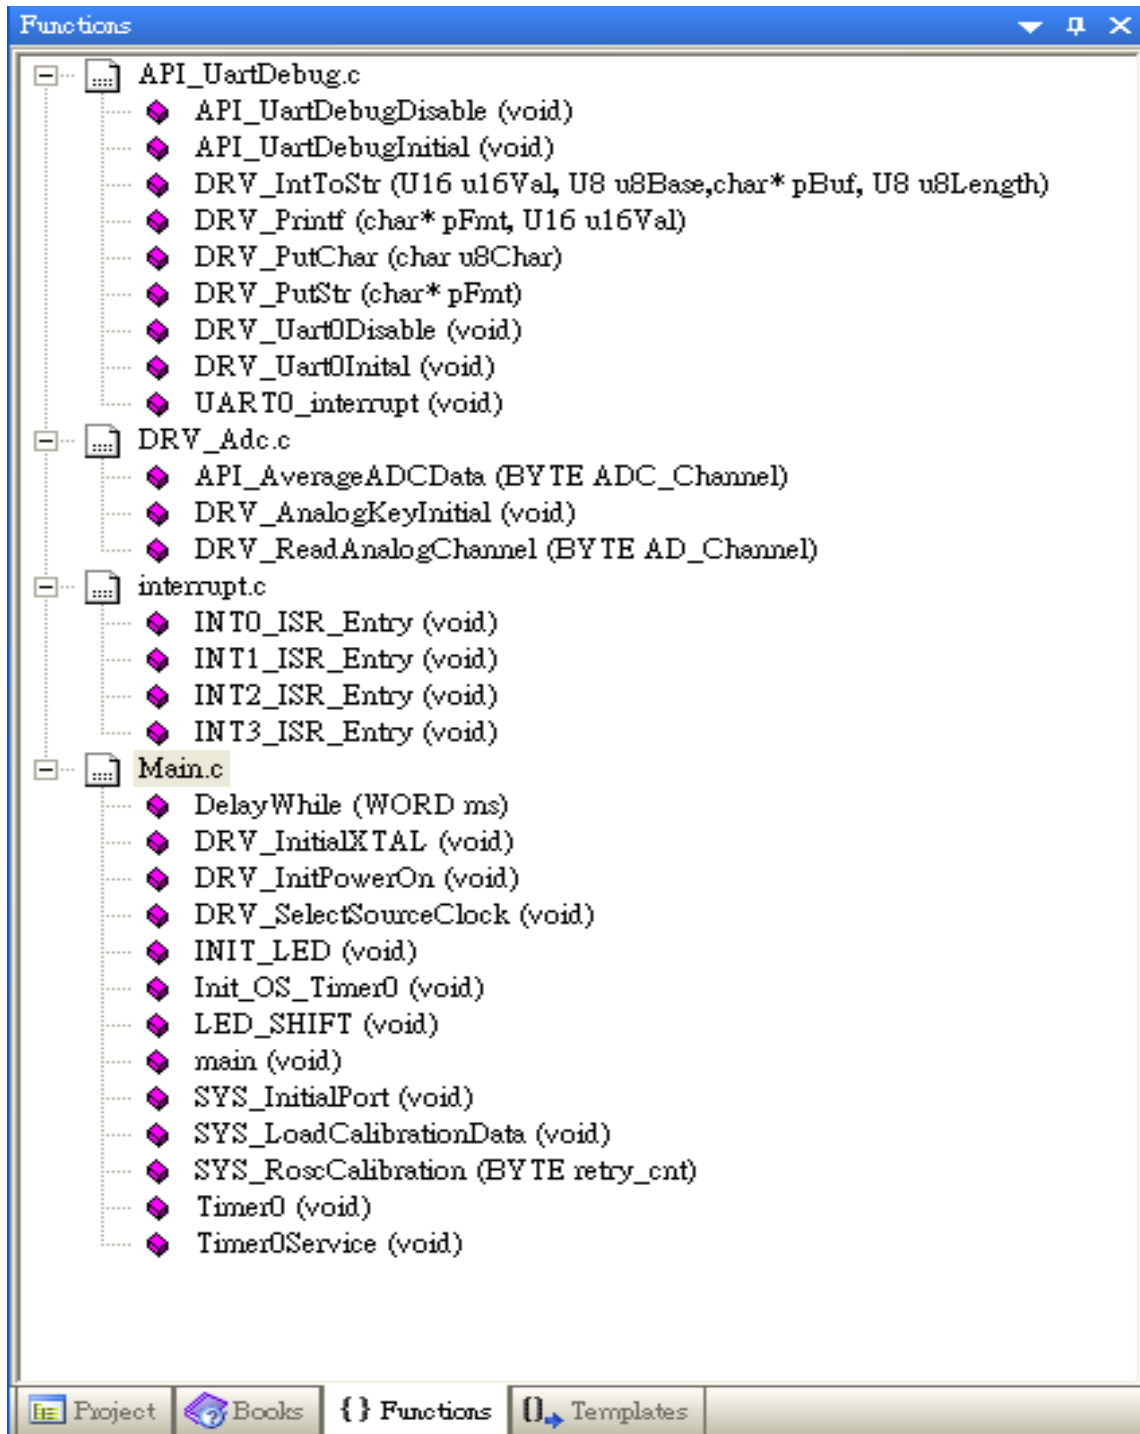 Functions
API_UartDebug.c
API_UartDebugDisable (void)
API_UartDebugInitial (void)
DRV_IntToStr (U16 u16Val, U8 u8Base,char* pBuf, U8 u8Length)
DRV_Printf (char* pFmt, U16 u16Val)
DRV_PutChar (char u8Char)
DRV_PutStr (char* pFmt)
DRV_Uart0Disable (void)
DRV_Uart0Inital (void)
UART0_interrupt (void)
DRV_Adc.c
API_AverageADCData (BYTE ADC_Channel)
DRV_AnalogKeyInitial (void)
DRV_ReadAnalogChannel (BYTE AD_Channel)
interrupt.c
INT0_ISR_Entry (void)
INT1_ISR_Entry (void)
INT2_ISR_Entry (void)
INT3_ISR_Entry (void)
Main.c
DelayWhile (WORD ms)
DRV_InitialXTAL (void)
DRV_InitPowerOn (void)
DRV_SelectSourceClock (void)
INIT_LED (void)
Init_OS_Timer0 (void)
LED_SHIFT (void)
main (void)
SYS_InitialPort (void)
SYS_LoadCalibrationData (void)
SYS_RoscCalibration (BYTE retry_cnt)
Timer0 (void)
Timer0Service (void)
Project Books {} Functions 0 Templates